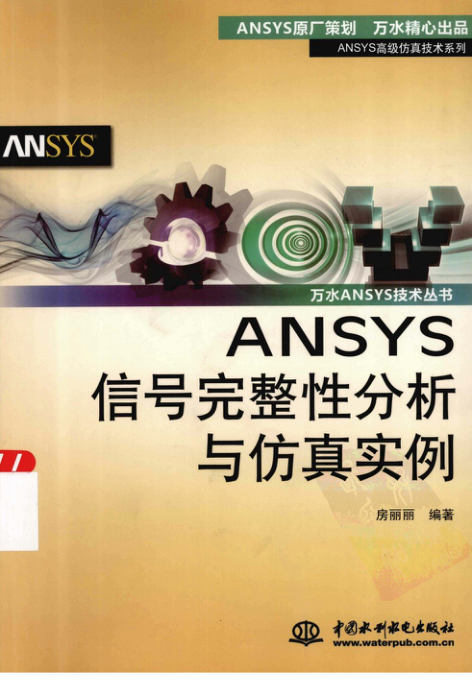 ANSYS原厂策划 万水精心出品
ANSYS高级仿真技术系列
ANSYS
万水ANSYS技术丛书
ANSYS
信号完整性分析
与仿真实例
房丽丽 编著
中国水利水电出版社
www.waterpub.com.cn